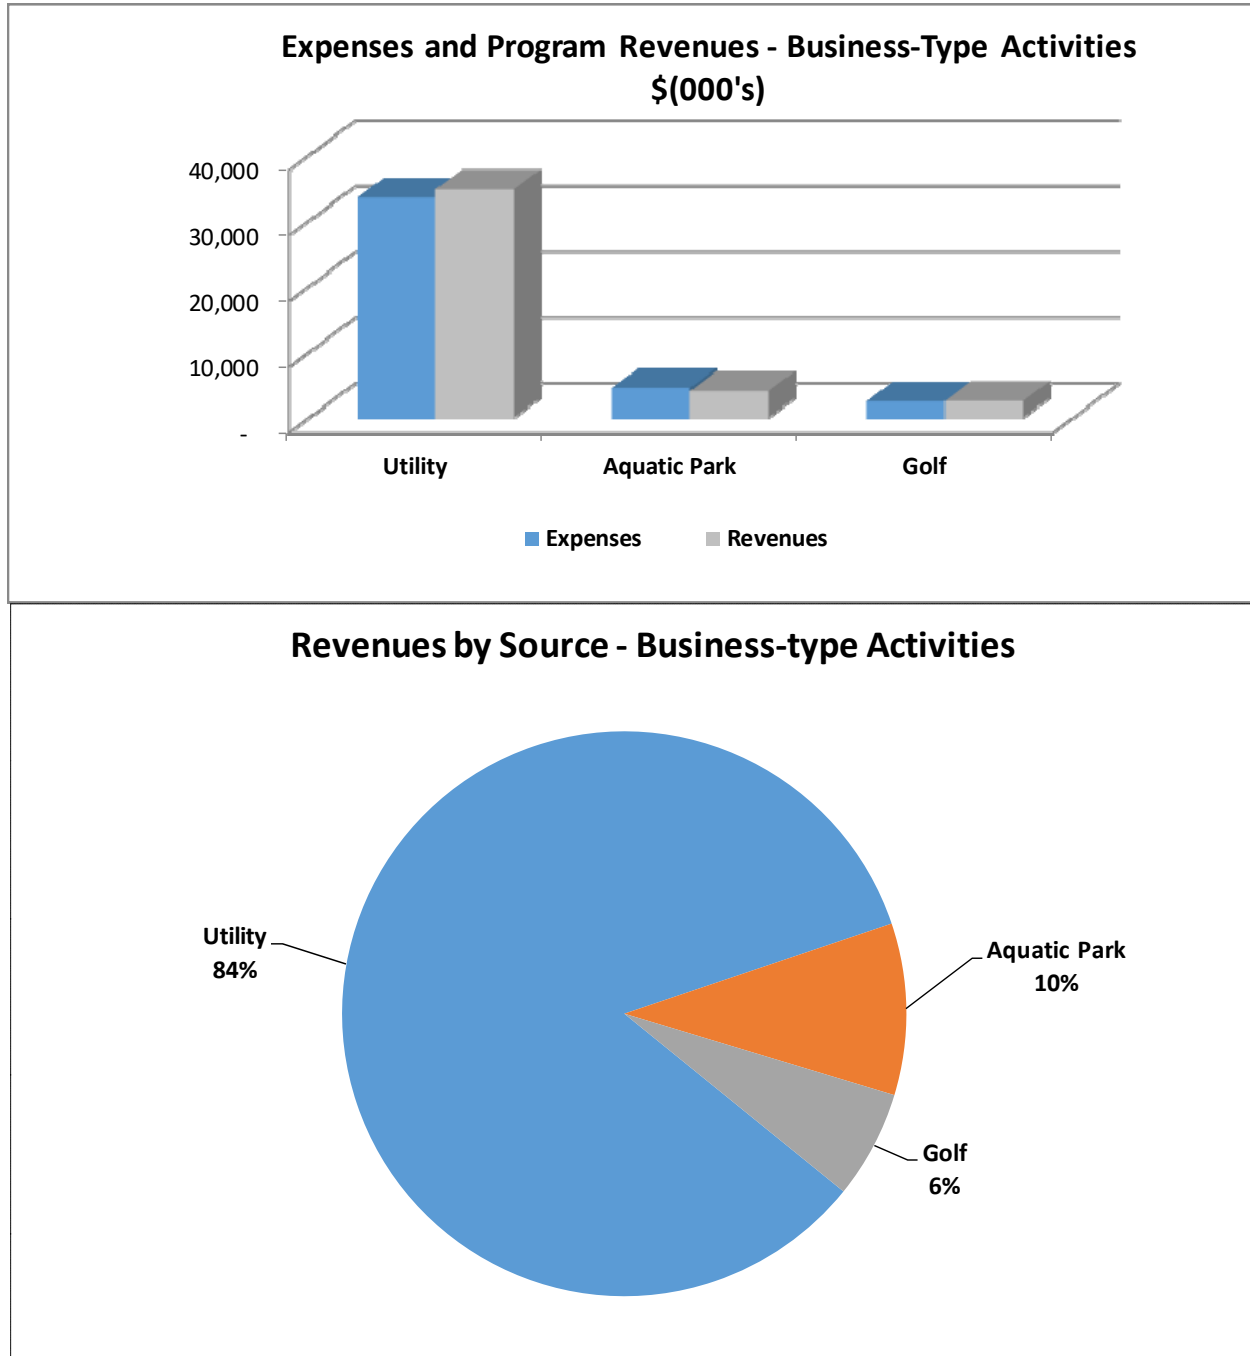 Expenses and Program Revenues - Business-Type Activities
$(000's)
40,000
30,000
20,000
10,000
-
Utility Aquatic Park Golf
Expenses Revenues
Revenues by Source - Business-type Activities
Utility
84%
Aquatic Park
10%
Golf
6%